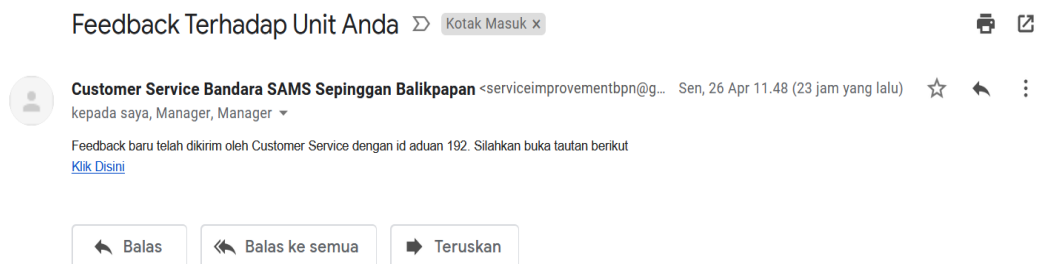 Feedback Terhadap Unit Anda Kotak Masuk x
Customer Service Bandara SAMS Sepinggan Balikpapan <serviceimprovementbpn@g... Sen, 26 Apr 11.48 (23 jam yang lalu)
kepada saya, Manager, Manager
Feedback baru telah dikirim oleh Customer Service dengan id aduan 192. Silahkan buka tautan berikut
Klik Disini
Balas Balas ke semua Teruskan